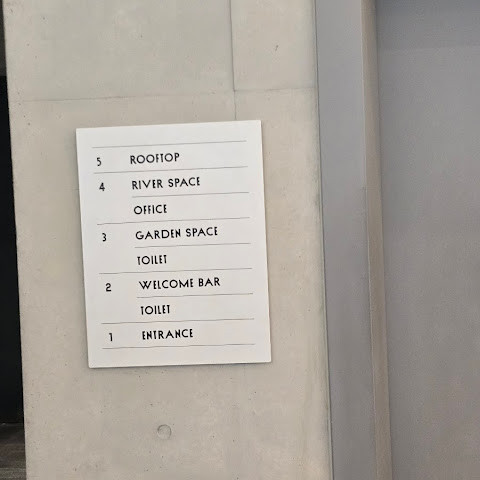 5 ROOFTOP
4 RIVER SPACE
OFFICE
3 GARDEN SPACE
TOILET
2 WELCOME BAR
TOILET
1 ENTRANCE